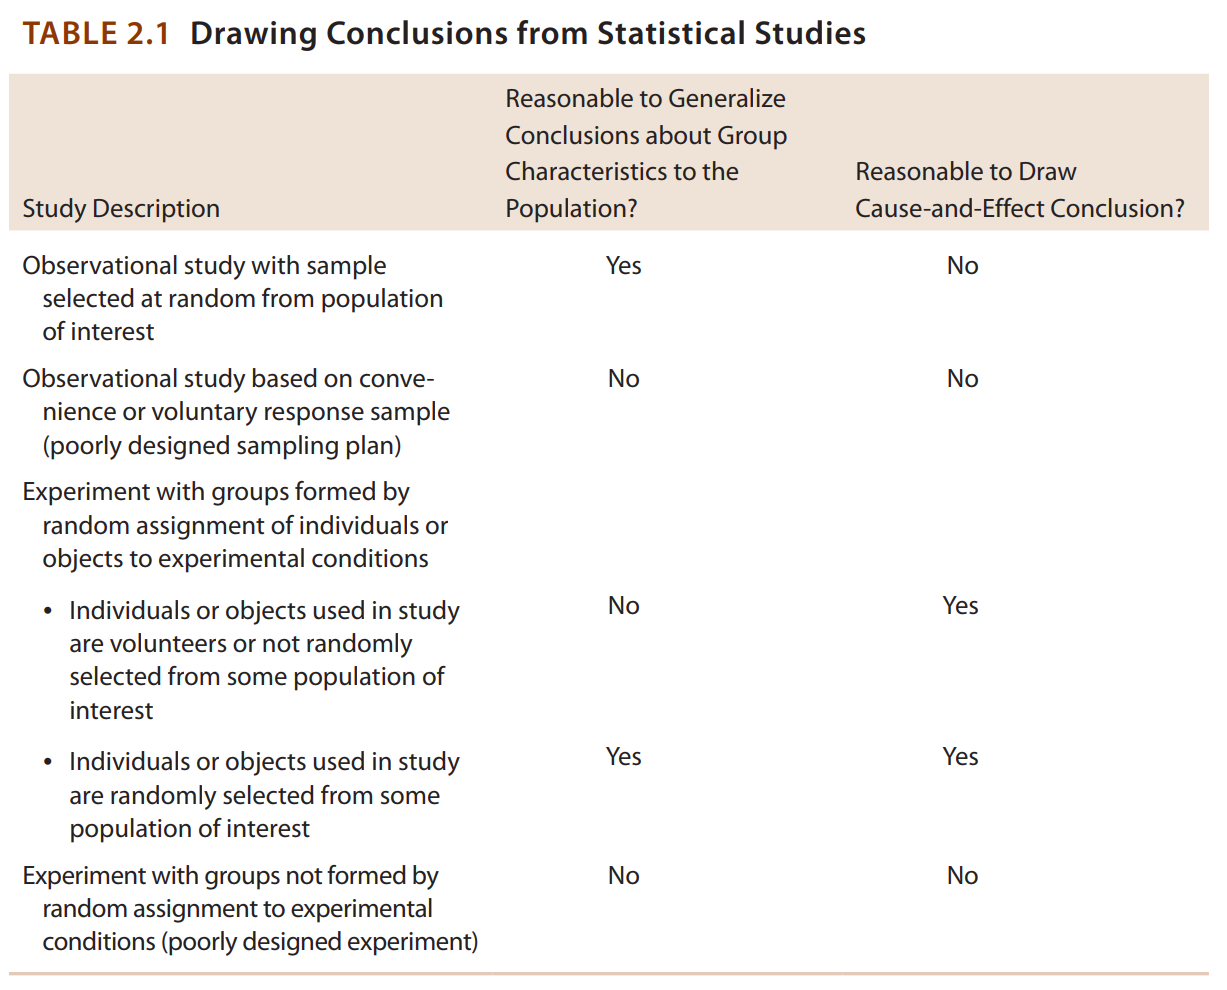 TABLE 2.1 Drawing Conclusions from Statistical Studies
Study Description
Reasonable to Generalize
Conclusions about Group
Characteristics to the
Population?
Reasonable to Draw
Cause-and-Effect Conclusion?
Observational study with sample
selected at random from population
of interest
Yes
No
Observational study based on conve-
nience or voluntary response sample
(poorly designed sampling plan)
No
No
Experiment with groups formed by
random assignment of individuals or
objects to experimental conditions
• Individuals or objects used in study
are volunteers or not randomly
selected from some population of
interest
No
Yes
• Individuals or objects used in study
are randomly selected from some
population of interest
Yes
Yes
Experiment with groups not formed by
random assignment to experimental
conditions (poorly designed experiment)
No
No